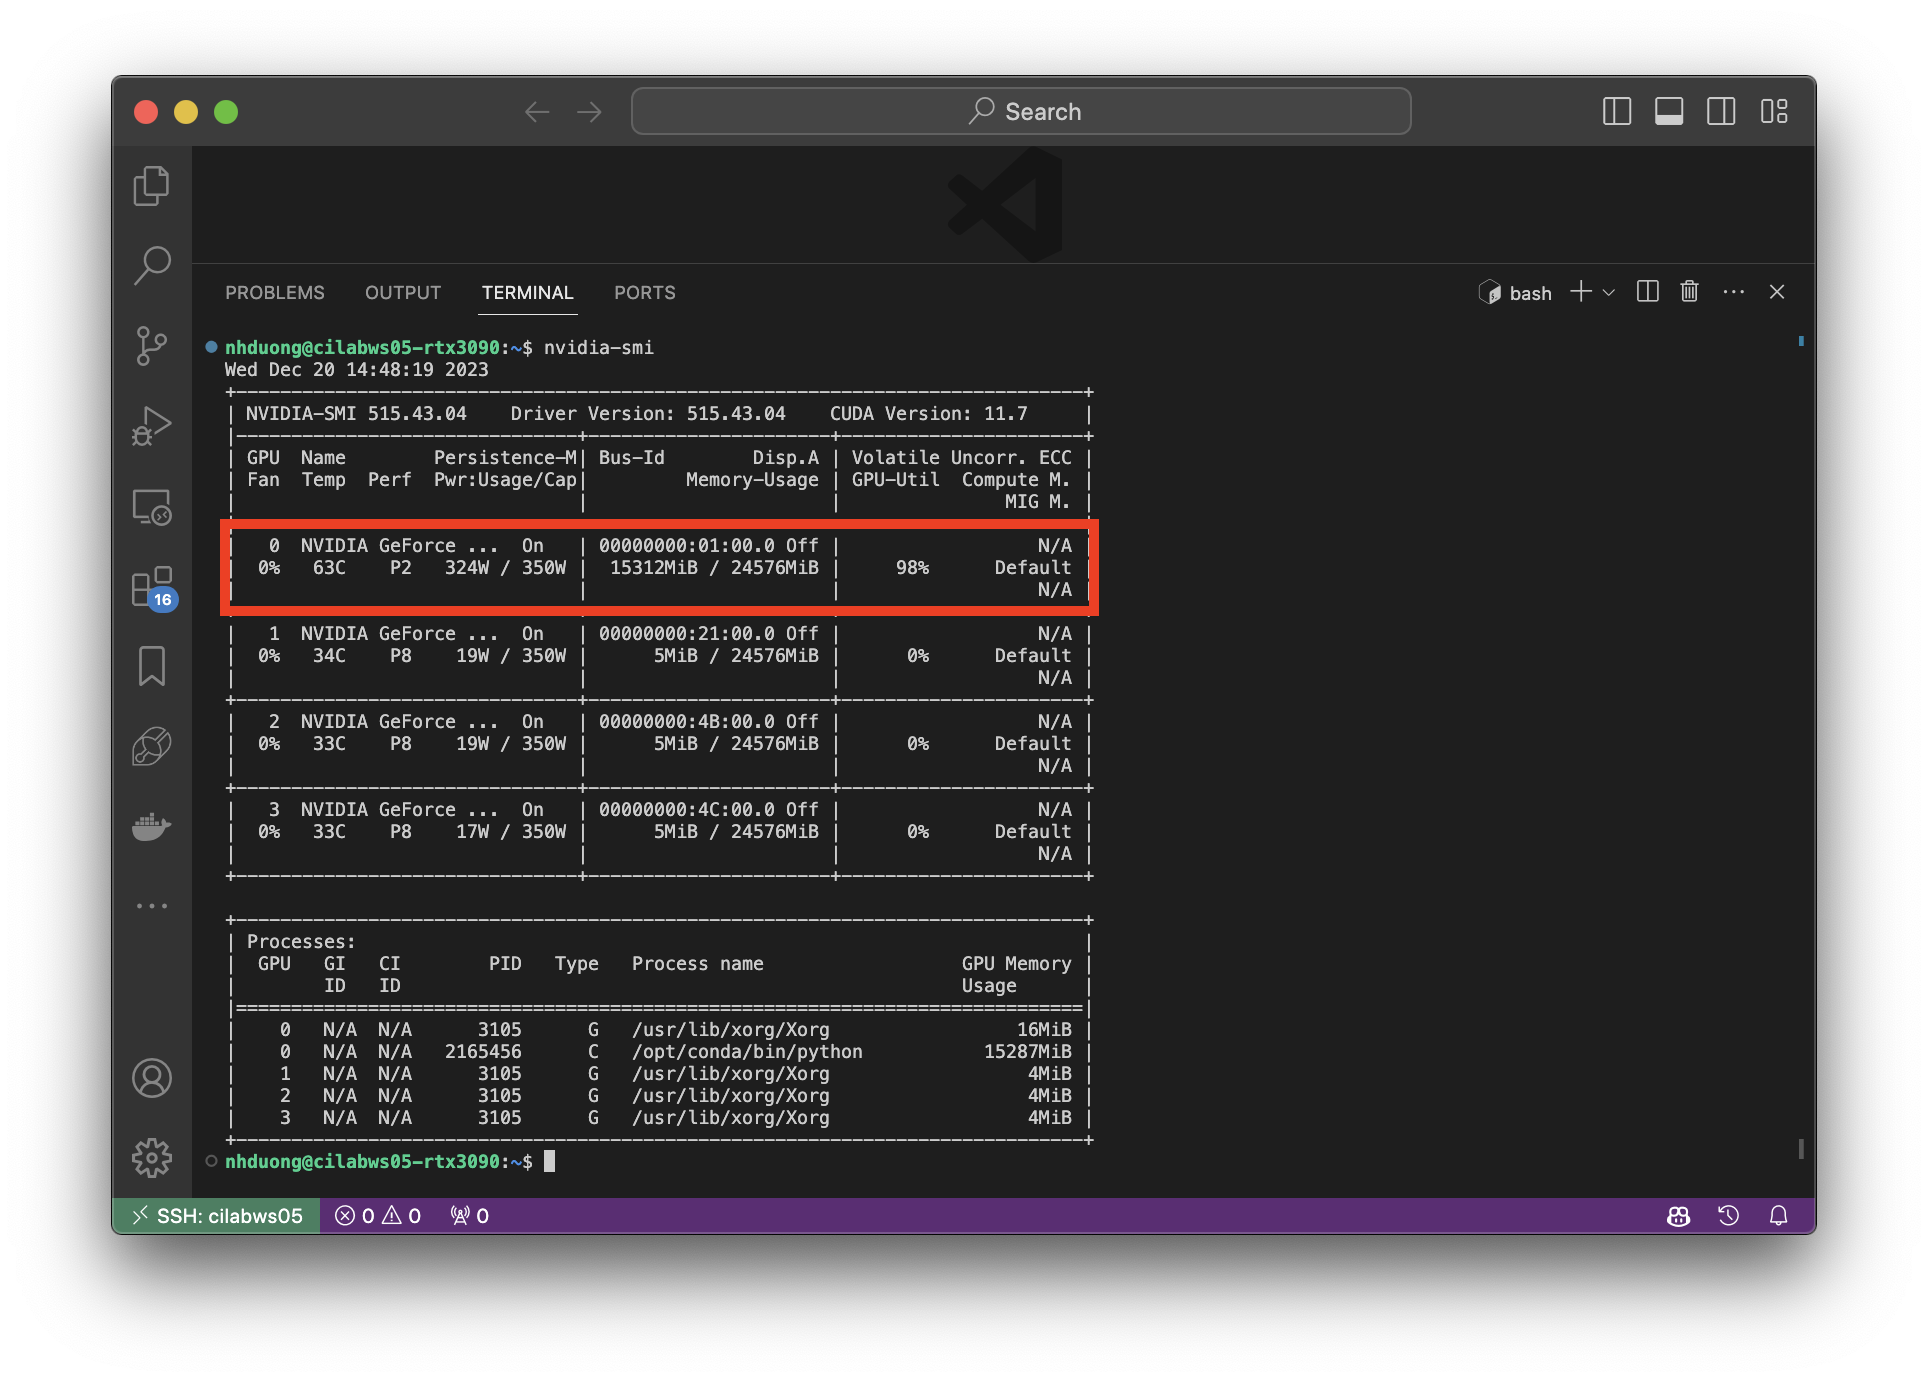 Search
PROBLEMS OUTPUT TERMINAL PORTS bash
nhduong@cilabws05-rtx3090:~$ nvidia-smi
Wed Dec 20 14:48:19 2023
+-----------------------------------------------------------------------------+
| NVIDIA-SMI 515.43.04    Driver Version: 515.43.04    CUDA Version: 11.7     |
|-------------------------------+----------------------+----------------------+
| GPU  Name        Persistence-M| Bus-Id        Disp.A | Volatile Uncorr. ECC |
| Fan  Temp  Perf  Pwr:Usage/Cap|         Memory-Usage | GPU-Util  Compute M. |
|                               |                      |               MIG M. |
|   0  NVIDIA GeForce ...  On   | 00000000:01:00.0 Off |                  N/A |
|  0%   63C    P2   324W / 350W |  15312MiB / 24576MiB |     98%      Default |
|                               |                      |                  N/A |
|   1  NVIDIA GeForce ...  On   | 00000000:21:00.0 Off |                  N/A |
|  0%   34C    P8    19W / 350W |      5MiB / 24576MiB |      0%      Default |
|                               |                      |                  N/A |
+-------------------------------+----------------------+----------------------+
|   2  NVIDIA GeForce ...  On   | 00000000:4B:00.0 Off |                  N/A |
|  0%   33C    P8    19W / 350W |      5MiB / 24576MiB |      0%      Default |
|                               |                      |                  N/A |
+-------------------------------+----------------------+----------------------+
|   3  NVIDIA GeForce ...  On   | 00000000:4C:00.0 Off |                  N/A |
|  0%   33C    P8    17W / 350W |      5MiB / 24576MiB |      0%      Default |
|                               |                      |                  N/A |
+-------------------------------+----------------------+----------------------+
+-----------------------------------------------------------------------------+
| Processes:                                                                  |
|  GPU   GI   CI        PID   Type   Process name                  GPU Memory |
|        ID   ID                                                   Usage      |
|=============================================================================|
|    0   N/A  N/A      3105      G   /usr/lib/xorg/Xorg                 16MiB |
|    0   N/A  N/A   2165456      C   /opt/conda/bin/python           15287MiB |
|    1   N/A  N/A      3105      G   /usr/lib/xorg/Xorg                  4MiB |
|    2   N/A  N/A      3105      G   /usr/lib/xorg/Xorg                  4MiB |
|    3   N/A  N/A      3105      G   /usr/lib/xorg/Xorg                  4MiB |
+-----------------------------------------------------------------------------+
nhduong@cilabws05-rtx3090:~$
16
SSH: cilabws05 0 0 0